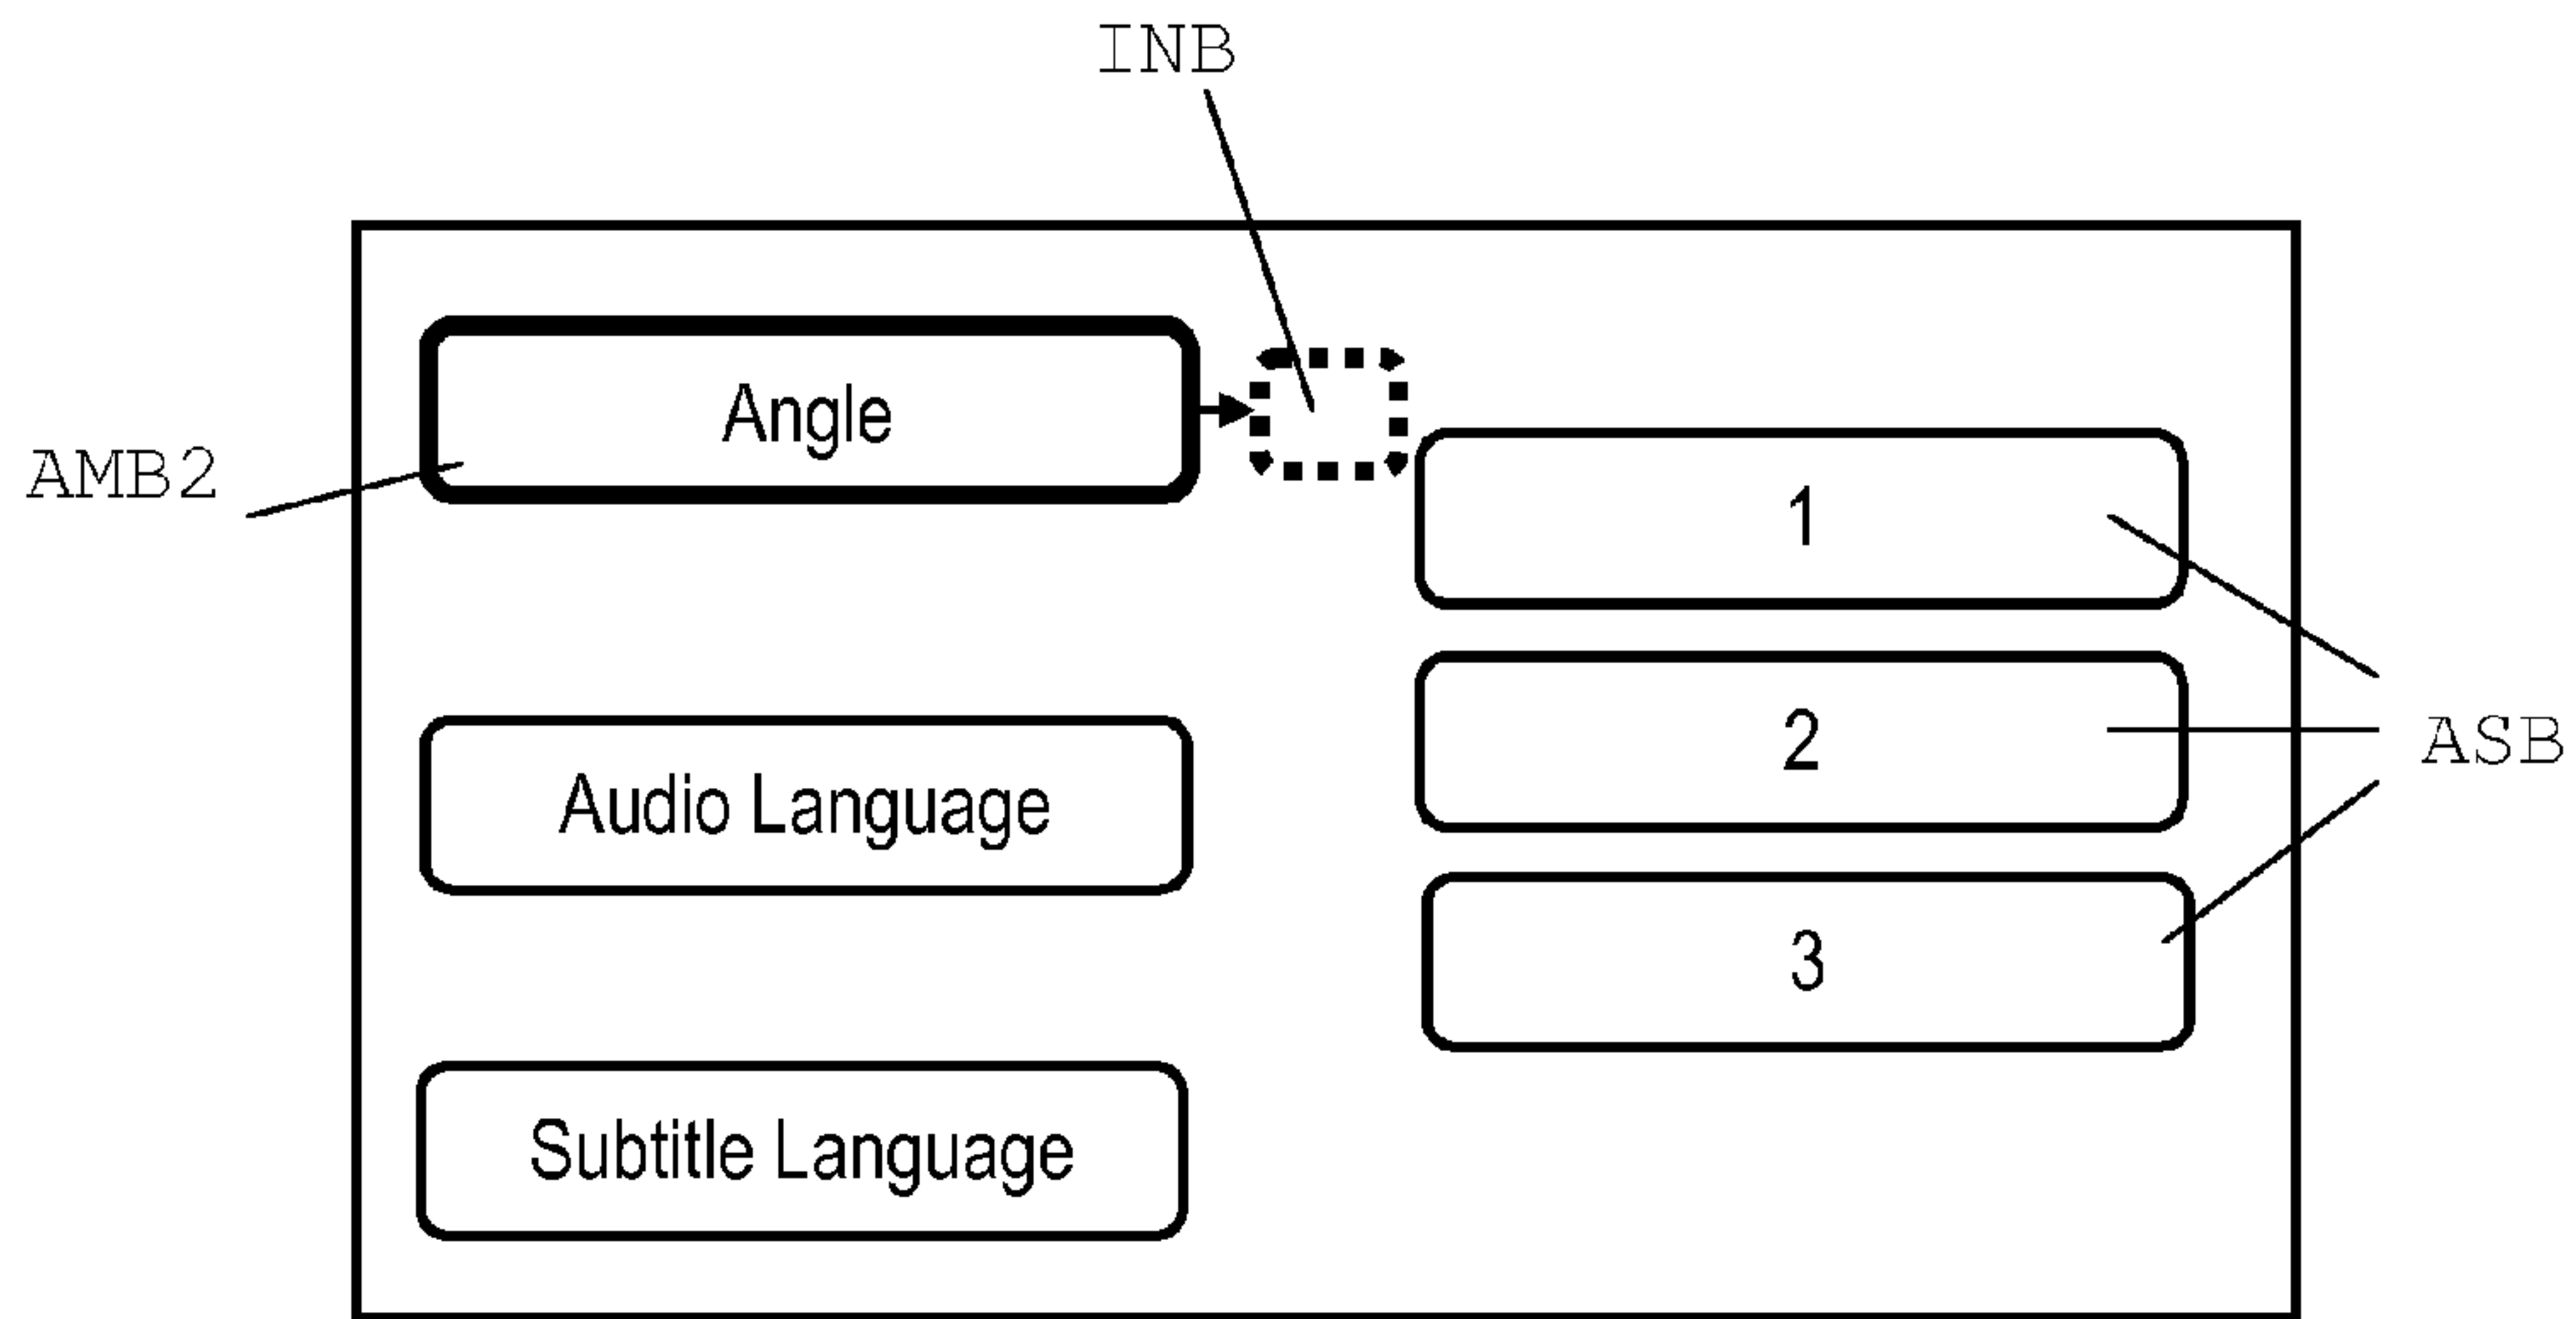 INB
Angle
AMB2
1
2
ASB
Audio Language
3
Subtitle Language